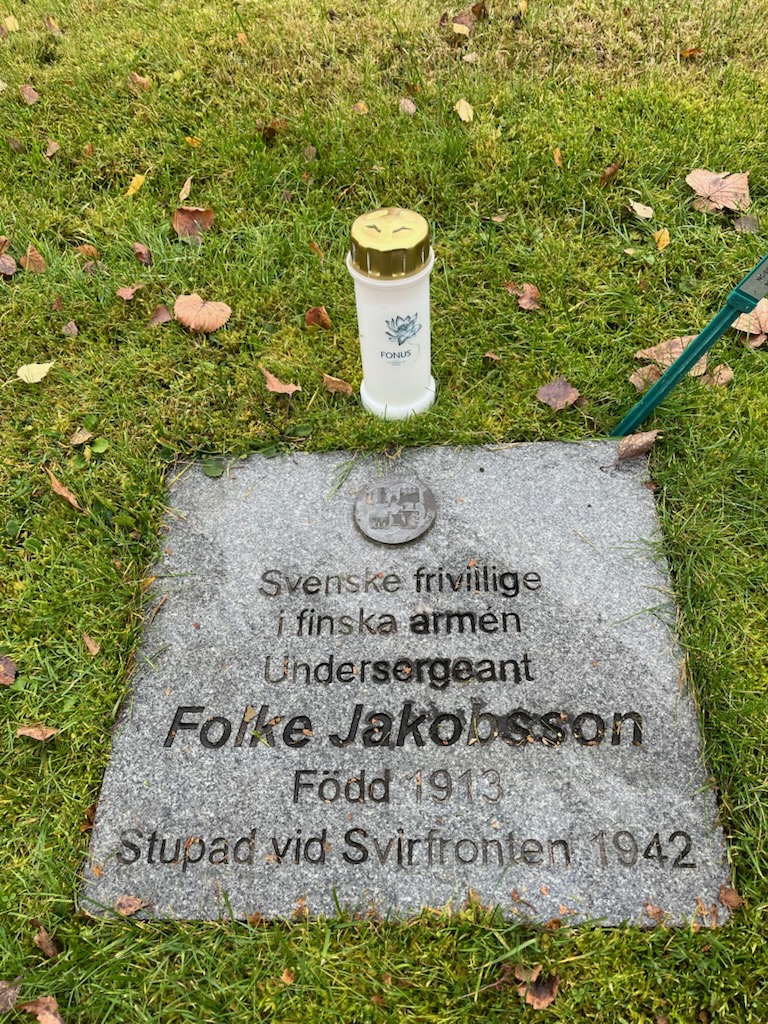 FONUS
Svenske frivillige
i finska armén
Undersergeant
Folke Jakobsson
Född 1913
Stupad vid Svirfronten 1942